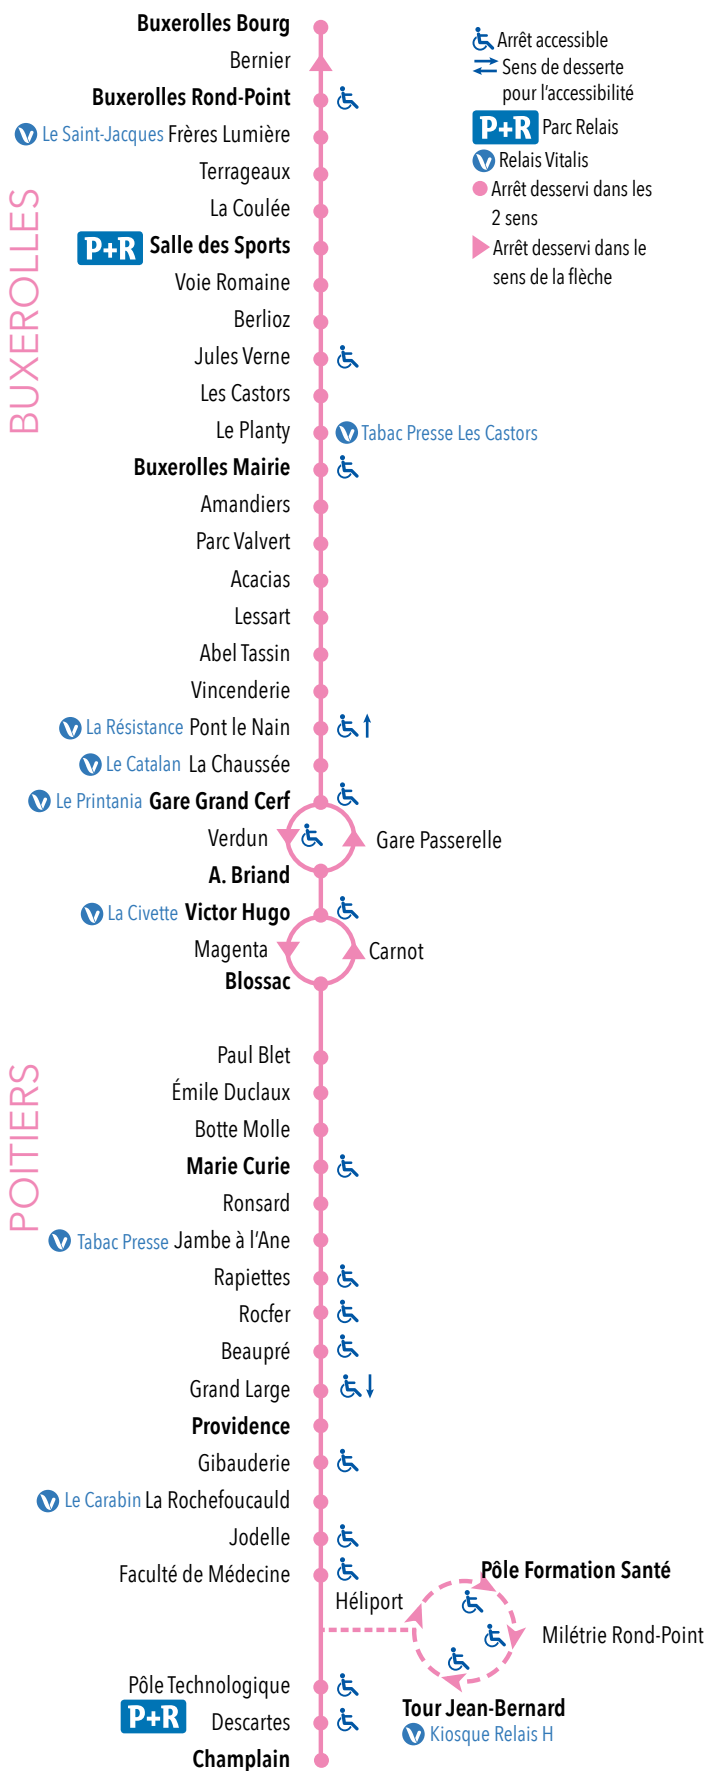 Buxerolles Bourg
Bernier
Buxerolles Rond-Point
Le Saint-Jacques Frères Lumière
Terrageaux
La Coulée
P+R Salle des Sports
Voie Romaine
Berlioz
Jules Verne
Les Castors
Le Planty Tabac Presse Les Castors
Buxerolles Mairie
Amandiers
Parc Valvert
Acacias
Lessart
Abel Tassin
Vincenderie
La Résistance Pont le Nain
Le Catalan La Chaussée
Le Printania Gare Grand Cerf
Verdun Gare Passerelle
A. Briand
La Civette Victor Hugo
Magenta Carnot
Blossac
Paul Blet
Émile Duclaux
Botte Molle
Marie Curie
Ronsard
Tabac Presse Jambe à l'Ane
Rapiettes
Rocfer
Beaupré
Grand Large
Providence
Gibauderie
Le Carabin La Rochefoucauld
Jodelle
Faculté de Médecine
Pôle Formation Santé
Héliport
Milétrie Rond-Point
Tour Jean-Bernard
Kiosque Relais H
Pôle Technologique
P+R Descartes
Champlain
BUXEROLLES
POITIERS
Arrêt accessible
Sens de desserte
pour l'accessibilité
P+R Parc Relais
Relais Vitalis
Arrêt desservi dans les
2 sens
Arrêt desservi dans le
sens de la flèche